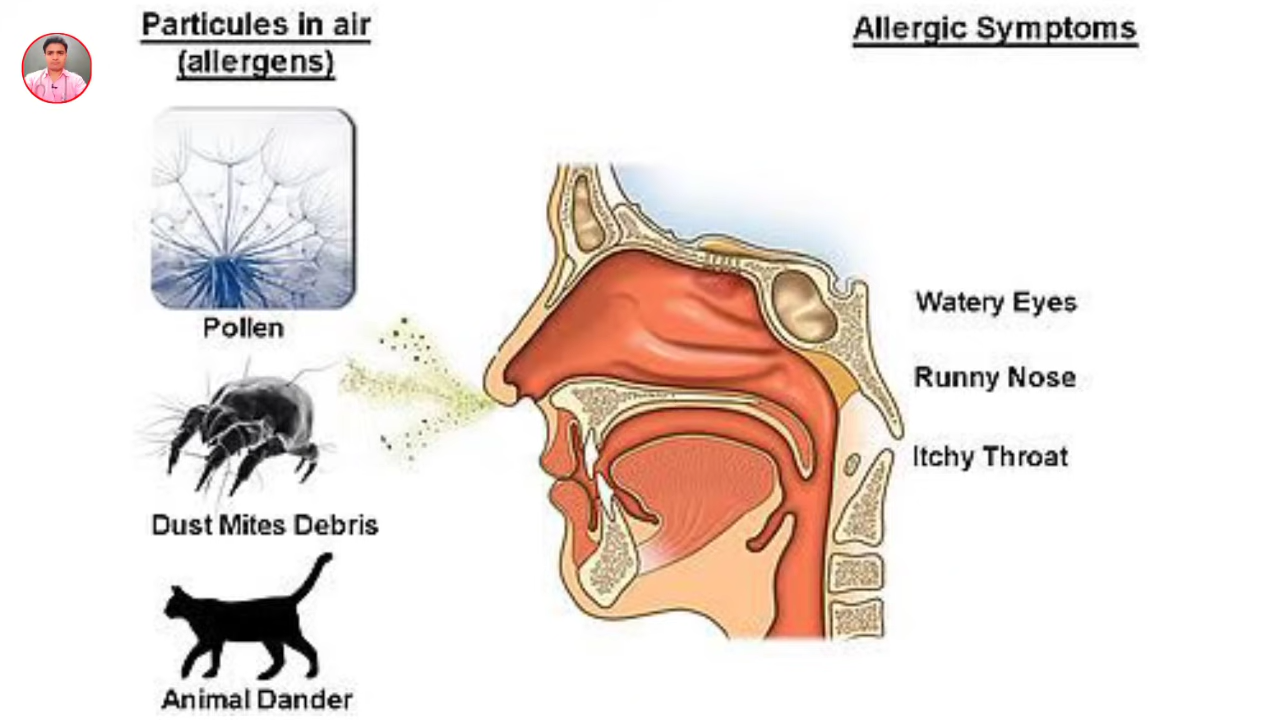 Particules in air
(allergens)
Allergic Symptoms
Pollen
Dust Mites Debris
Animal Dander
Watery Eyes
Runny Nose
Itchy Throat